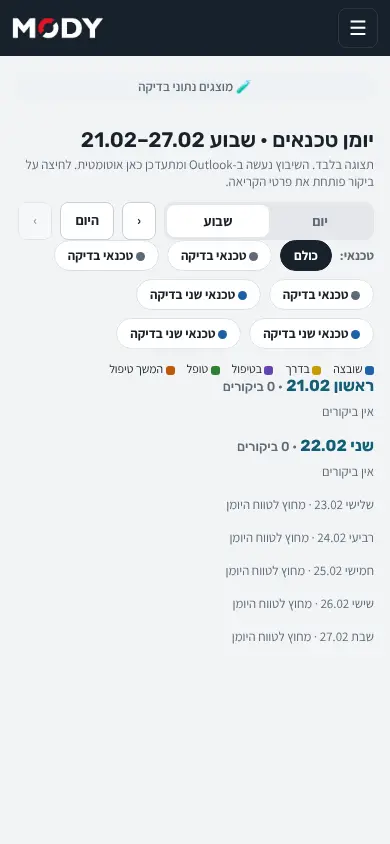 MODY
☰
🧪 מוצגים נתוני בדיקה
יומן טכנאים • שבוע 21.02–27.02
תצוגה בלבד. השיבוץ נעשה ב-Outlook ומתעדכן כאן אוטומטית. לחיצה על
ביקור פותחת את פרטי הקריאה.
יום שבוע ‹ היום ›
טכנאי: כולם טכנאי בדיקה טכנאי בדיקה
טכנאי בדיקה טכנאי שני בדיקה
טכנאי שני בדיקה טכנאי שני בדיקה
שובצה בדרך בטיפול טופל המשך טיפול
ראשון 21.02 • 0 ביקורים
אין ביקורים
שני 22.02 • 0 ביקורים
אין ביקורים
שלישי 23.02 · מחוץ לטווח היומן
רביעי 24.02 · מחוץ לטווח היומן
חמישי 25.02 · מחוץ לטווח היומן
שישי 26.02 · מחוץ לטווח היומן
שבת 27.02 · מחוץ לטווח היומן